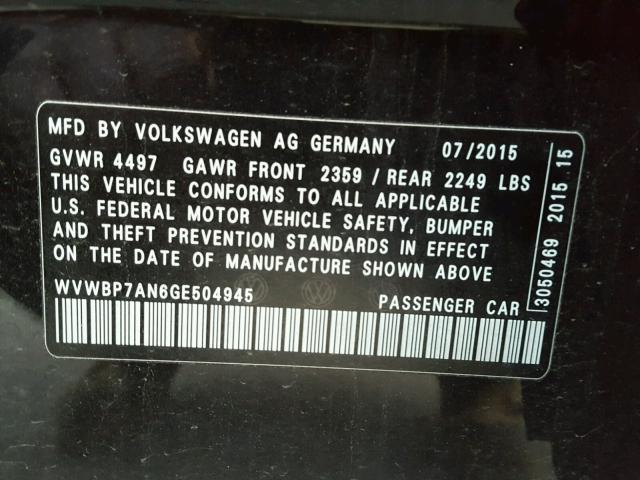 MFD BY VOLKSWAGEN AG GERMANY 07/2015
GVWR 4497 GAWR FRONT 2359 / REAR 2249 LBS
THIS VEHICLE CONFORMS TO ALL APPLICABLE
U.S. FEDERAL MOTOR VEHICLE SAFETY, BUMPER
AND THEFT PREVENTION STANDARDS IN EFFECT
ON THE DATE OF MANUFACTURE SHOWN ABOVE
WVWBP7AN6GE504945 PASSENGER CAR
3050469 2015 15